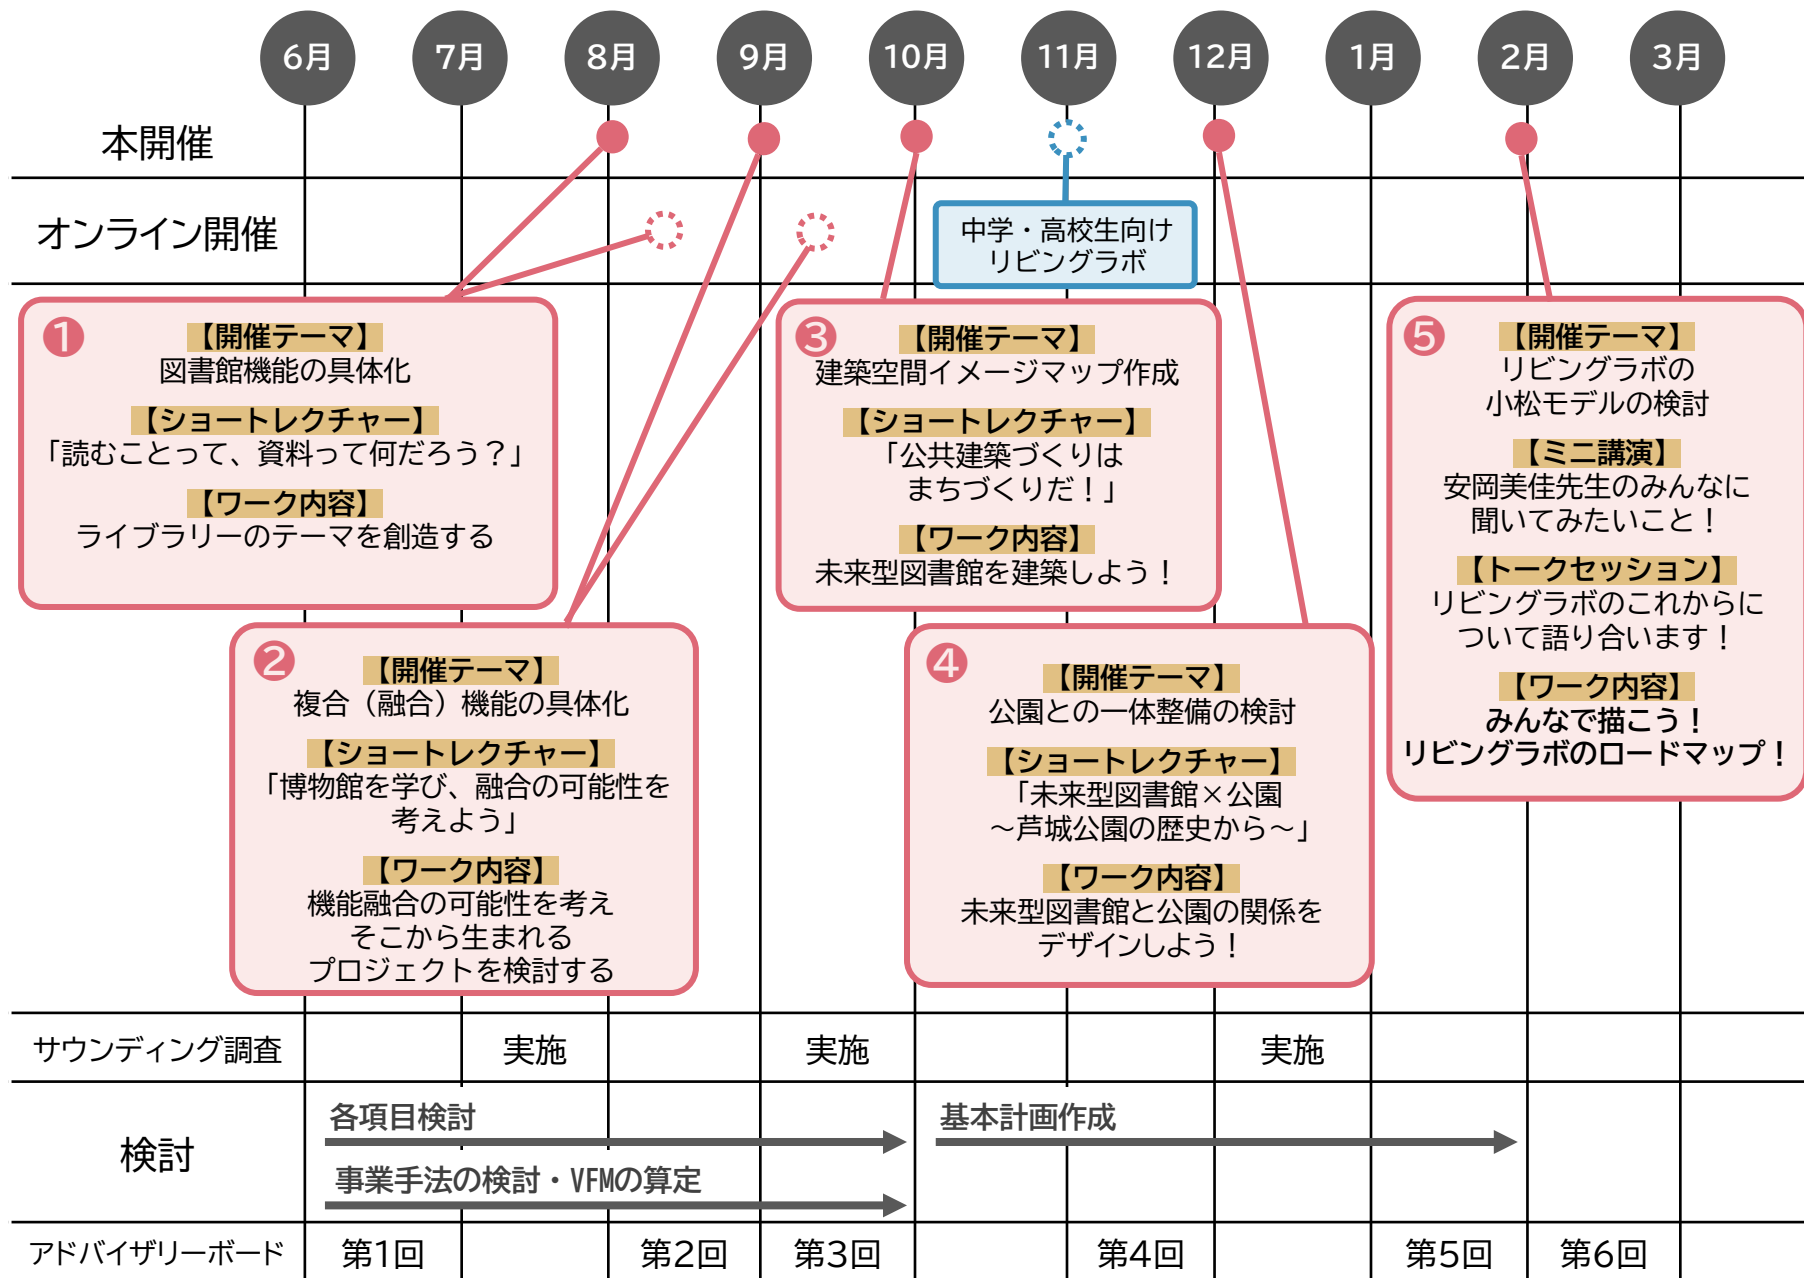 6月 7月 8月 9月 10月 11月 12月 1月 2月 3月
本開催
オンライン開催
中学・高校生向け
リビングラボ
❶
【開催テーマ】
図書館機能の具体化
【ショートレクチャー】
「読むことって、資料って何だろう？」
【ワーク内容】
ライブラリーのテーマを創造する
❷
【開催テーマ】
複合（融合）機能の具体化
【ショートレクチャー】
「博物館を学び、融合の可能性を
考えよう」
【ワーク内容】
機能融合の可能性を考え
そこから生まれる
プロジェクトを検討する
❸
【開催テーマ】
建築空間イメージマップ作成
【ショートレクチャー】
「公共建築づくりは
まちづくりだ！」
【ワーク内容】
未来型図書館を建築しよう！
❹
【開催テーマ】
公園との一体整備の検討
【ショートレクチャー】
「未来型図書館×公園
～芦城公園の歴史から～」
【ワーク内容】
未来型図書館と公園の関係を
デザインしよう！
❺
【開催テーマ】
リビングラボの
小松モデルの検討
【ミニ講演】
安岡美佳先生のみんなに
聞いてみたいこと！
【トークセッション】
リビングラボのこれからに
ついて語り合います！
【ワーク内容】
みんなで描こう！
リビングラボのロードマップ！
サウンディング調査 実施 実施 実施
検討
各項目検討
基本計画作成
事業手法の検討・VFMの算定
アドバイザリーボード 第1回 第2回 第3回 第4回 第5回 第6回